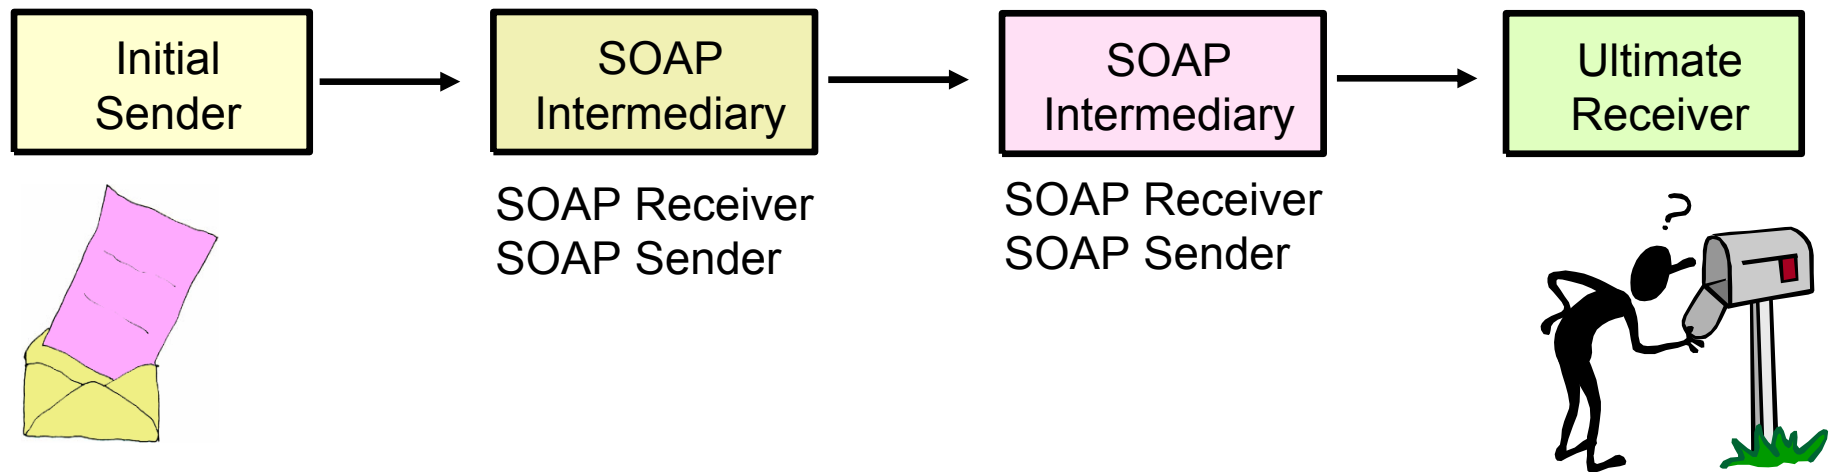 Initial
Sender
SOAP
Intermediary
SOAP
Intermediary
Ultimate
Receiver
SOAP Receiver
SOAP Sender
SOAP Receiver
SOAP Sender
?